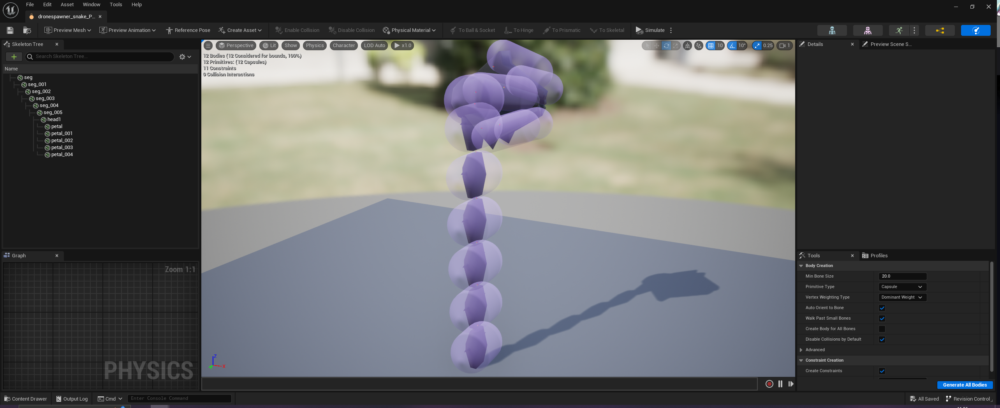 File Edit Asset Window Tools Help
dronespawner_snake_P...
Preview Mesh Preview Animation Reference Pose Create Asset Enable Collision Disable Collision Physical Material To Ball & Socket To Hinge To Prismatic To Skeletal Simulate
Skeleton Tree
Search Skeleton Tree...
Name
seg
seg_001
seg_002
seg_003
seg_004
seg_005
head1
petal
petal_001
petal_002
petal_003
petal_004
Graph
Zoom 1:1
PHYSICS
Perspective Lit Show Physics Character LOD Auto x1.0 10 10° 0.25 1
12 Bodies (12 Considered for bounds, 100%)
12 Primitives: (12 Capsules)
11 Constraints
0 Collision Interactions
Z
X
Y
Details Preview Scene S...
Tools Profiles
Body Creation
Min Bone Size 20.0
Primitive Type Capsule
Vertex Weighting Type Dominant Weight
Auto Orient to Bone
Walk Past Small Bones
Create Body for All Bones
Disable Collisions by Default
Advanced
Constraint Creation
Create Constraints
Generate All Bodies
Content Drawer Output Log Cmd Enter Console Command All Saved Revision Control